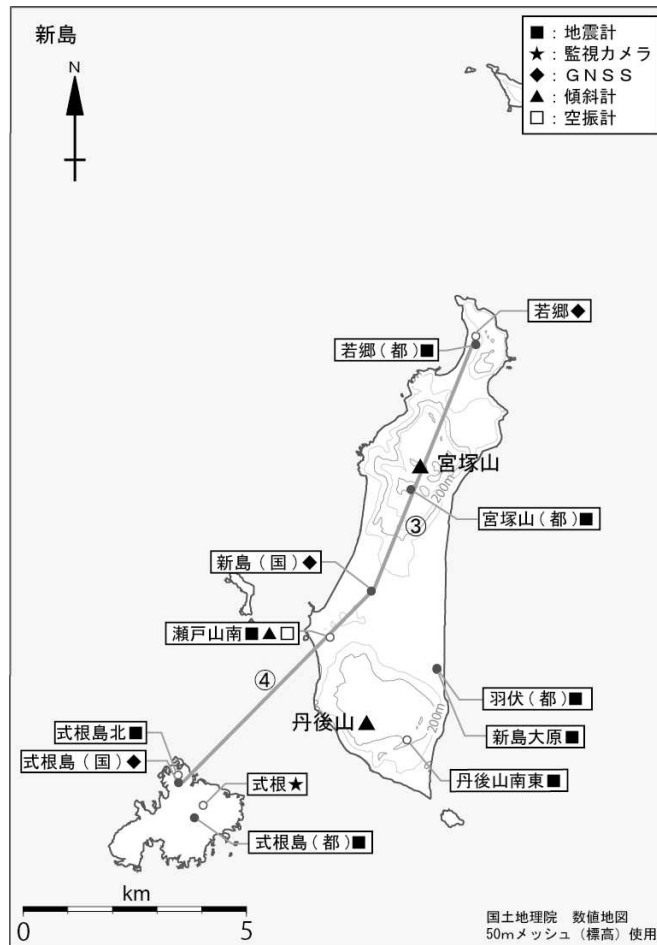 新島
■：地震計
★：監視カメラ
◆：ＧＮＳＳ
▲：傾斜計
□：空振計
N
若郷◆
若郷（都）■
宮塚山
200m
宮塚山（都）■
③
新島（国）◆
瀬戸山南■▲□
④
羽伏（都）■
丹後山
200m
新島大原■
式根島北■
式根島（国）◆
丹後山南東■
式根★
式根島（都）■
km
0 5
国土地理院　数値地図
50mメッシュ（標高）使用